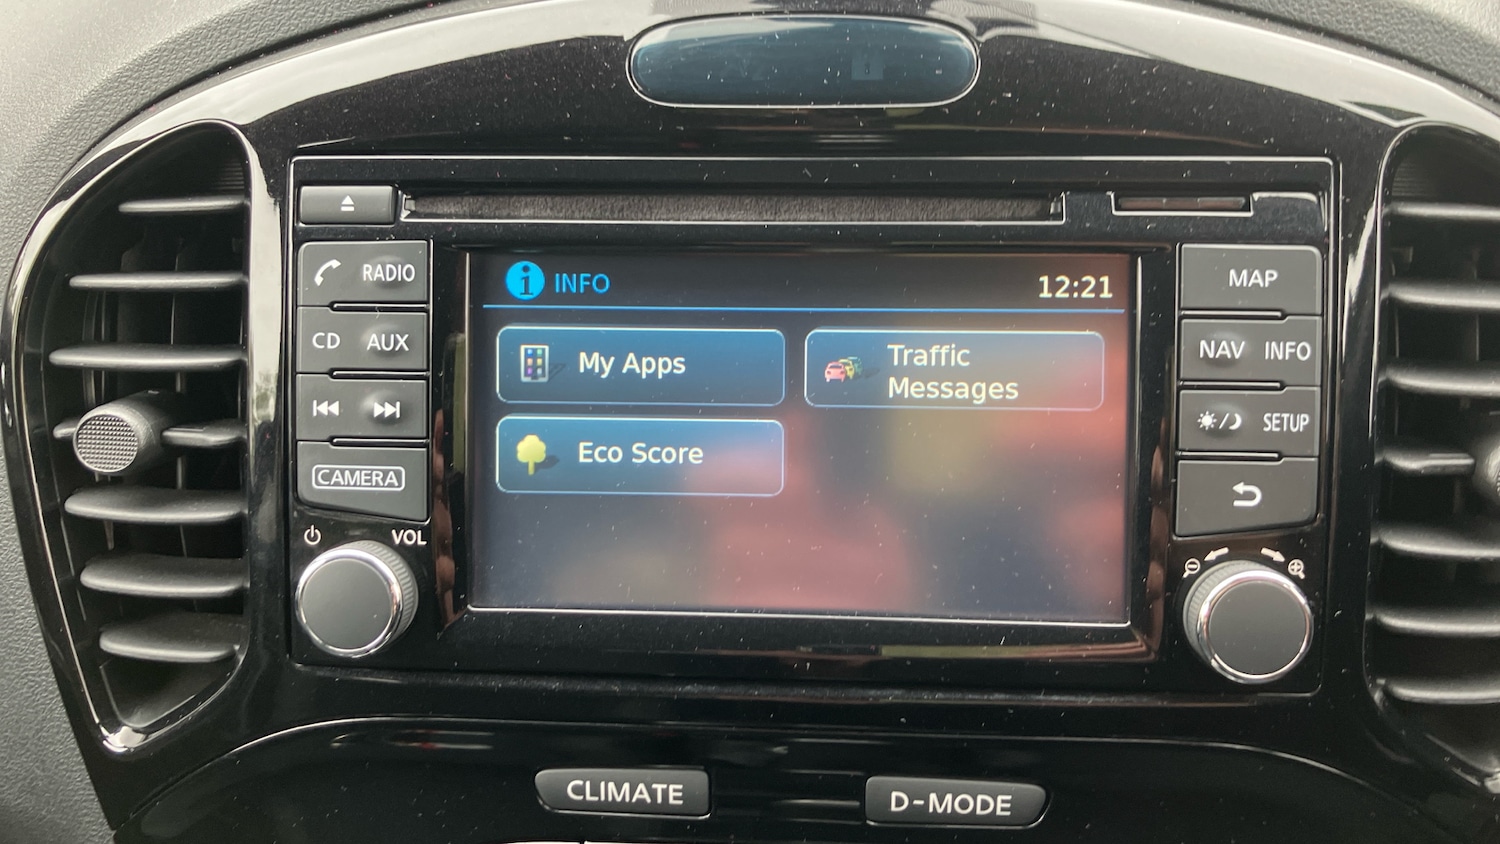 RADIO
CD AUX
CAMERA
VOL
i INFO
12:21
My Apps
Traffic
Messages
Eco Score
MAP
NAV INFO
SETUP
CLIMATE
D-MODE